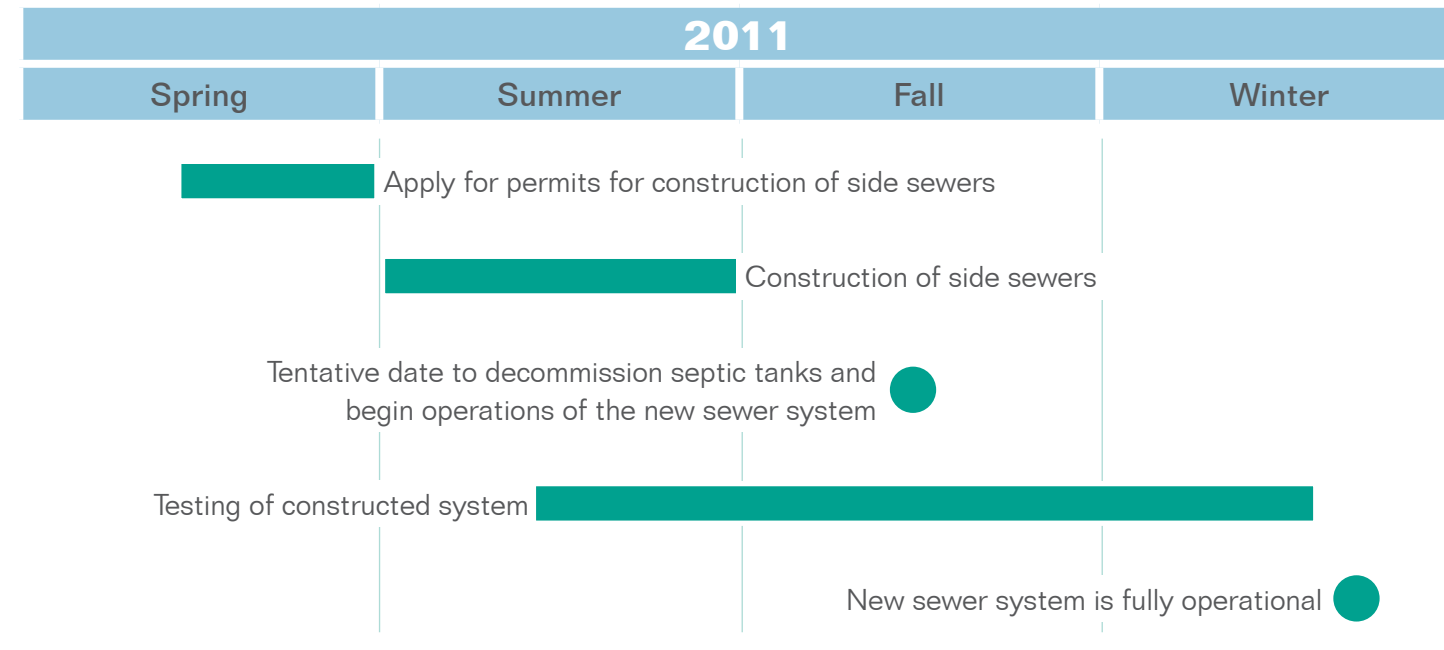 2011
Spring
Summer
Fall
Winter
Apply for permits for construction of side sewers
Construction of side sewers
Tentative date to decommission septic tanks and
begin operations of the new sewer system
Testing of constructed system
New sewer system is fully operational